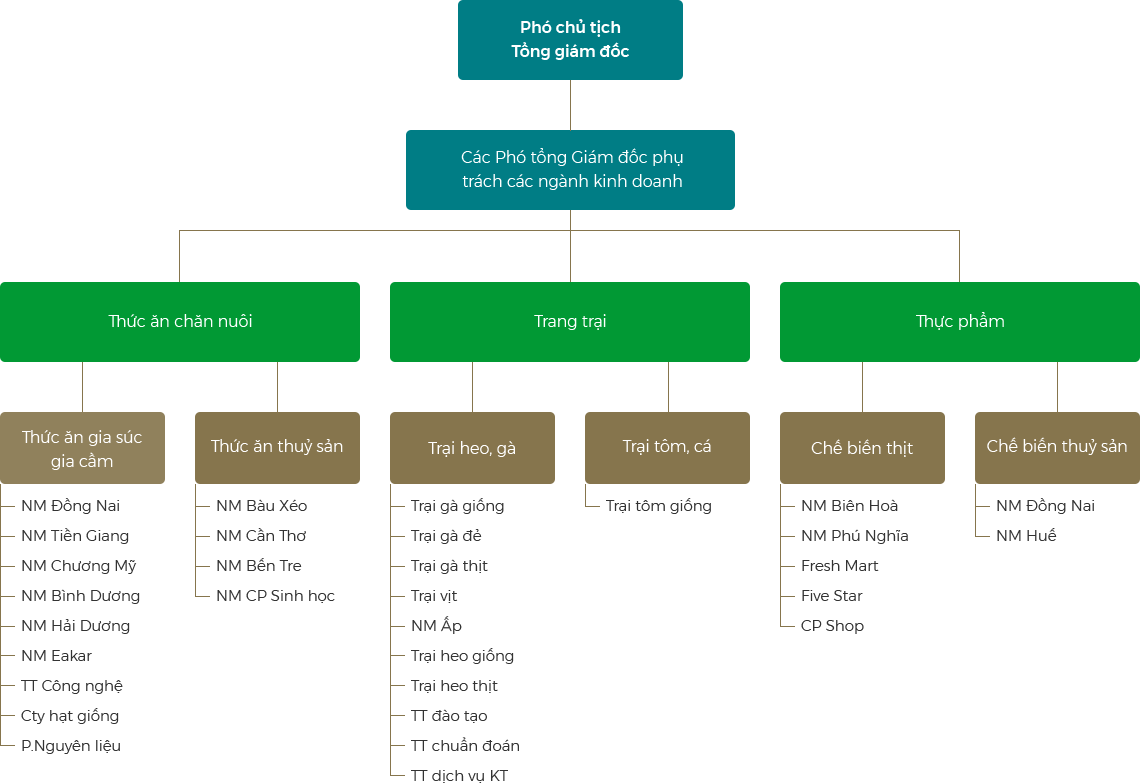 Phó chủ tịch
Tổng giám đốc
Các Phó tổng Giám đốc phụ
trách các ngành kinh doanh
Thức ăn chăn nuôi
Trang trại
Thực phẩm
Thức ăn gia súc
gia cầm
Thức ăn thuỷ sản
Trại heo, gà
Trại tôm, cá
Chế biến thịt
Chế biến thuỷ sản
NM Đồng Nai
NM Tiền Giang
NM Chương Mỹ
NM Bình Dương
NM Hải Dương
NM Eakar
TT Công nghệ
Cty hạt giống
P.Nguyên liệu
NM Bàu Xéo
NM Cần Thơ
NM Bến Tre
NM CP Sinh học
Trại gà giống
Trại gà đẻ
Trại gà thịt
Trại vịt
NM Ấp
Trại heo giống
Trại heo thịt
TT đào tạo
TT chuẩn đoán
TT dịch vụ KT
Trại tôm giống
NM Biên Hoà
NM Phú Nghĩa
Fresh Mart
Five Star
CP Shop
NM Đồng Nai
NM Huế